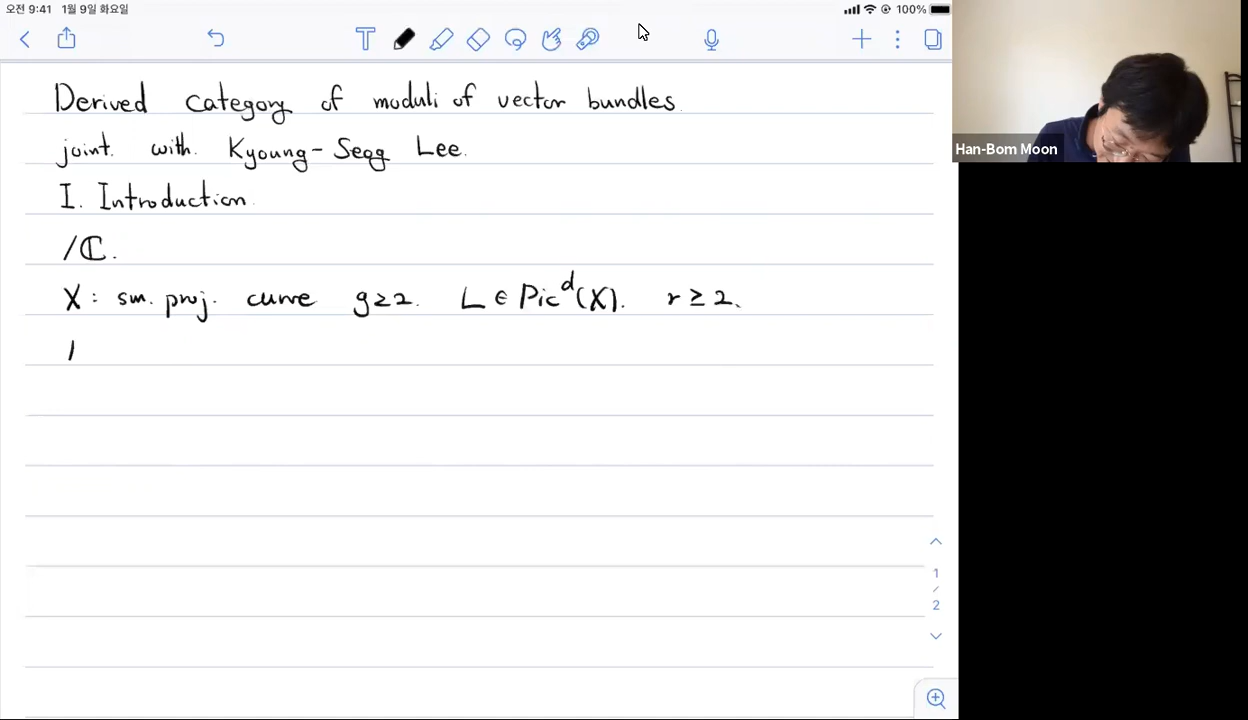 오전 9:41 1월 9일 화요일 100%
Derived category of moduli of vector bundles.
joint. with. Kyoung-Segg Lee.
Han-Bom Moon
I. Introduction.
/ℂ.
X : sm. proj. curve g≥2. L ∈ Pic^d(X). r ≥ 2.
1
/
2